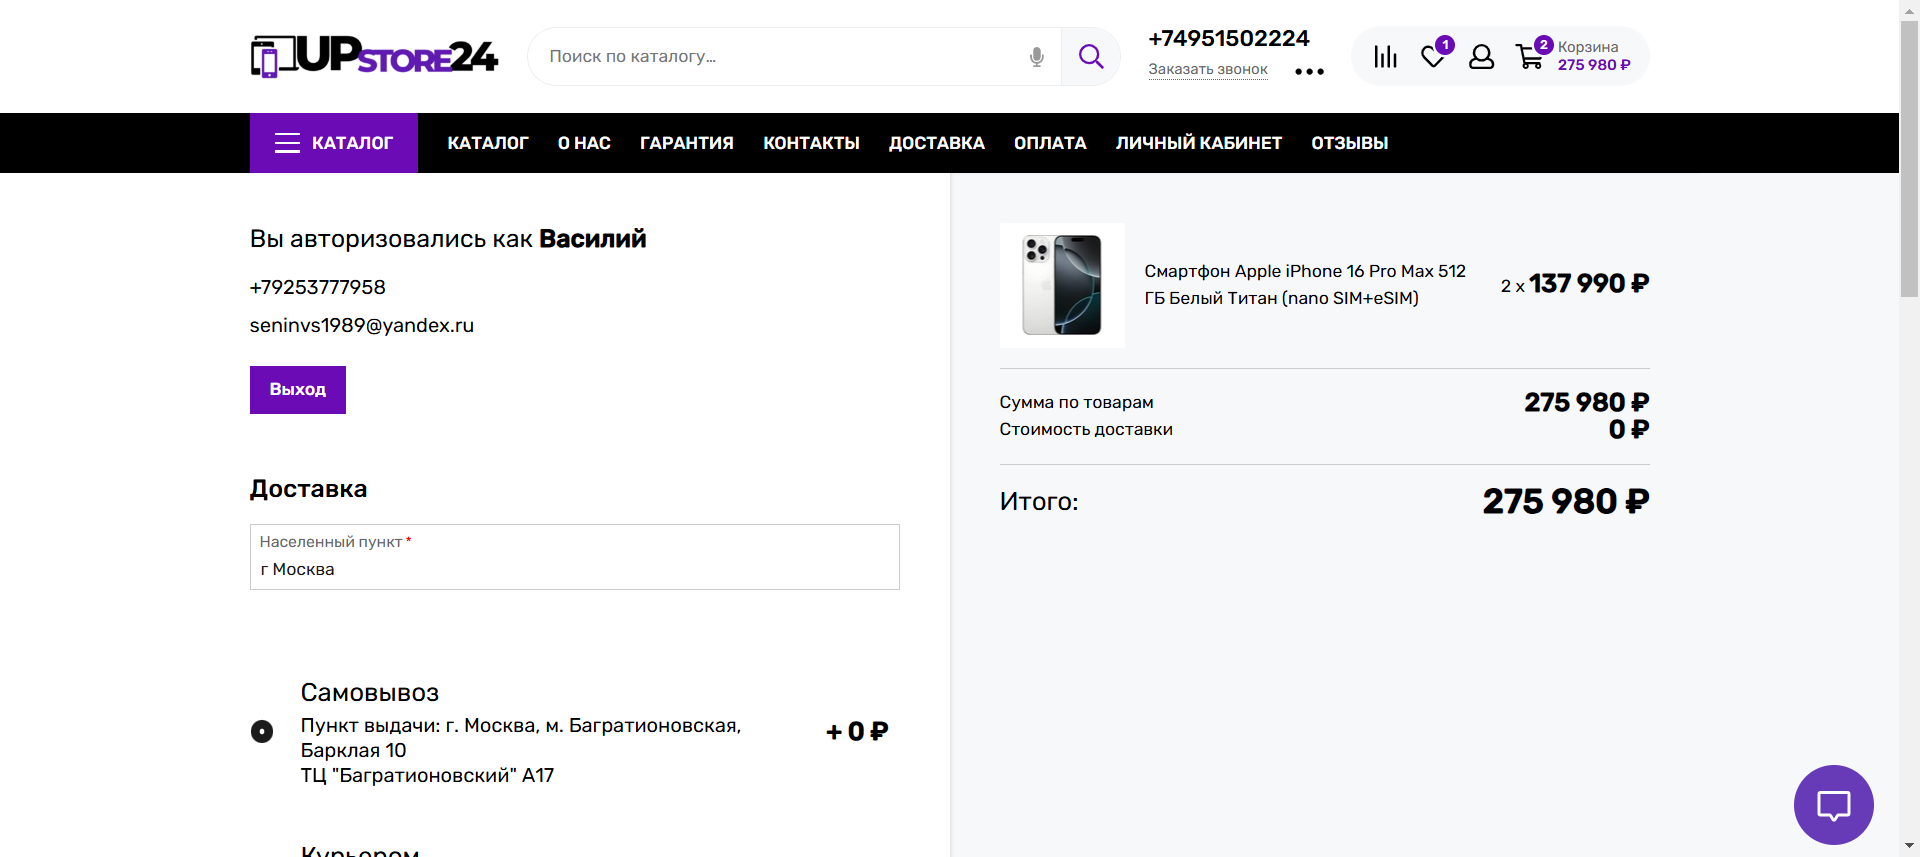 UPSTORE24
Поиск по каталогу...
+74951502224
Заказать звонок
1
2
Корзина
275 980 ₽
КАТАЛОГ
КАТАЛОГ
О НАС
ГАРАНТИЯ
КОНТАКТЫ
ДОСТАВКА
ОПЛАТА
ЛИЧНЫЙ КАБИНЕТ
ОТЗЫВЫ
Вы авторизовались как Василий
+79253777958
seninvs1989@yandex.ru
Выход
Доставка
Населенный пункт *
г Москва
Самовывоз
Пункт выдачи: г. Москва, м. Багратионовская,
Барклая 10
ТЦ "Багратионовский" А17
+ 0 ₽
Курьером
Смартфон Apple iPhone 16 Pro Max 512
ГБ Белый Титан (nano SIM+eSIM)
2 x 137 990 ₽
Сумма по товарам 275 980 ₽
Стоимость доставки 0 ₽
Итого: 275 980 ₽